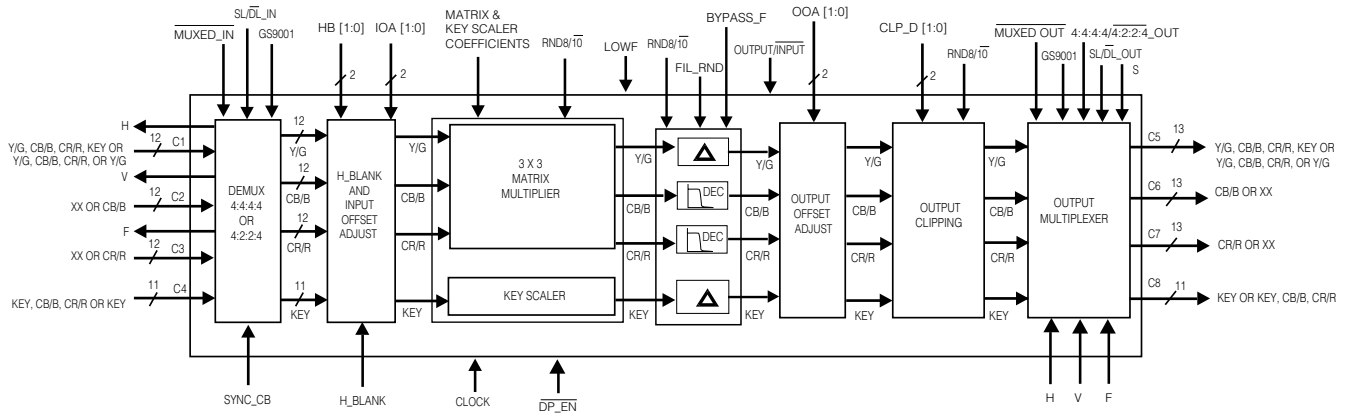 MUXED_IN
SL/DL_IN
GS9001
HB [1:0]
2
IOA [1:0]
2
MATRIX &
KEY SCALER
COEFFICIENTS
RND8/10
LOWF
RND8/10
FIL_RND
BYPASS_F
OUTPUT/INPUT
OOA [1:0]
2
CLP_D [1:0]
2
RND8/10
MUXED OUT
4:4:4:4/4:2:2:4_OUT
GS9001
SL/DL_OUT
S
H
Y/G, CB/B, CR/R, KEY OR
Y/G, CB/B, CR/R, OR Y/G
12
C1
V
XX OR CB/B
12
C2
F
XX OR CR/R
12
C3
KEY, CB/B, CR/R OR KEY
11
C4
DEMUX
4:4:4:4
OR
4:2:2:4
12
Y/G
12
CB/B
12
CR/R
11
KEY
H_BLANK
AND
INPUT
OFFSET
ADJUST
Y/G
CB/B
CR/R
KEY
3 X 3
MATRIX
MULTIPLIER
KEY SCALER
Y/G
CB/B
CR/R
KEY
Δ
DEC
DEC
Δ
Y/G
CB/B
CR/R
KEY
OUTPUT
OFFSET
ADJUST
Y/G
CB/B
CR/R
KEY
OUTPUT
CLIPPING
Y/G
CB/B
CR/R
KEY
OUTPUT
MULTIPLEXER
C5
13
Y/G, CB/B, CR/R, KEY OR
Y/G, CB/B, CR/R, OR Y/G
C6
13
CB/B OR XX
C7
13
CR/R OR XX
C8
11
KEY OR KEY, CB/B, CR/R
SYNC_CB
H_BLANK
CLOCK
DP_EN
H
V
F